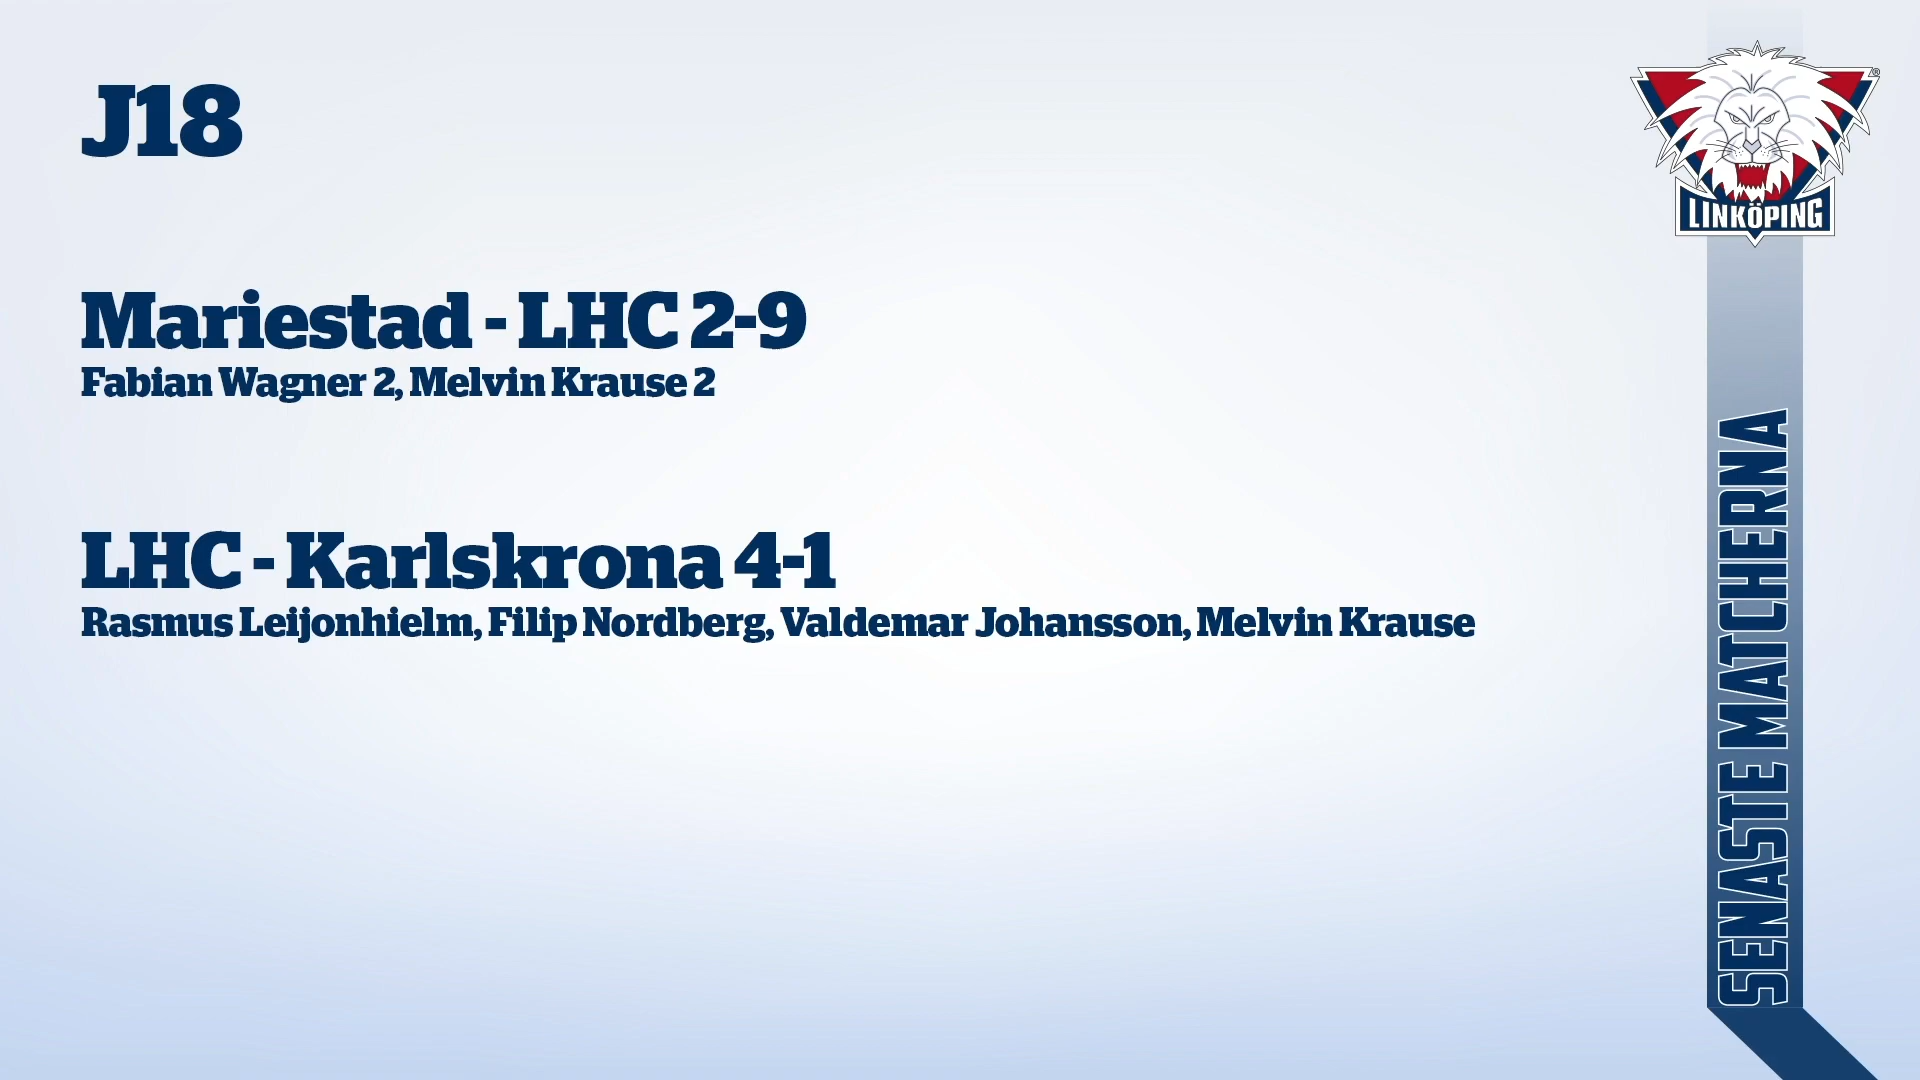 J18
Mariestad - LHC 2-9
Fabian Wagner 2, Melvin Krause 2
LHC - Karlskrona 4-1
Rasmus Leijonhielm, Filip Nordberg, Valdemar Johansson, Melvin Krause
LINKÖPING
®
SENASTE MATCHERNA